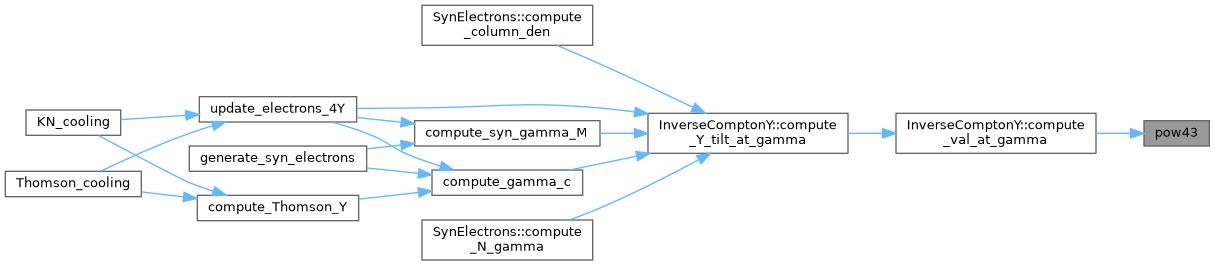 SynElectrons::compute
_column_den
KN_cooling
update_electrons_4Y
compute_syn_gamma_M
InverseComptonY::compute
_Y_tilt_at_gamma
InverseComptonY::compute
_val_at_gamma
pow43
generate_syn_electrons
Thomson_cooling
compute_gamma_c
compute_Thomson_Y
SynElectrons::compute
_N_gamma